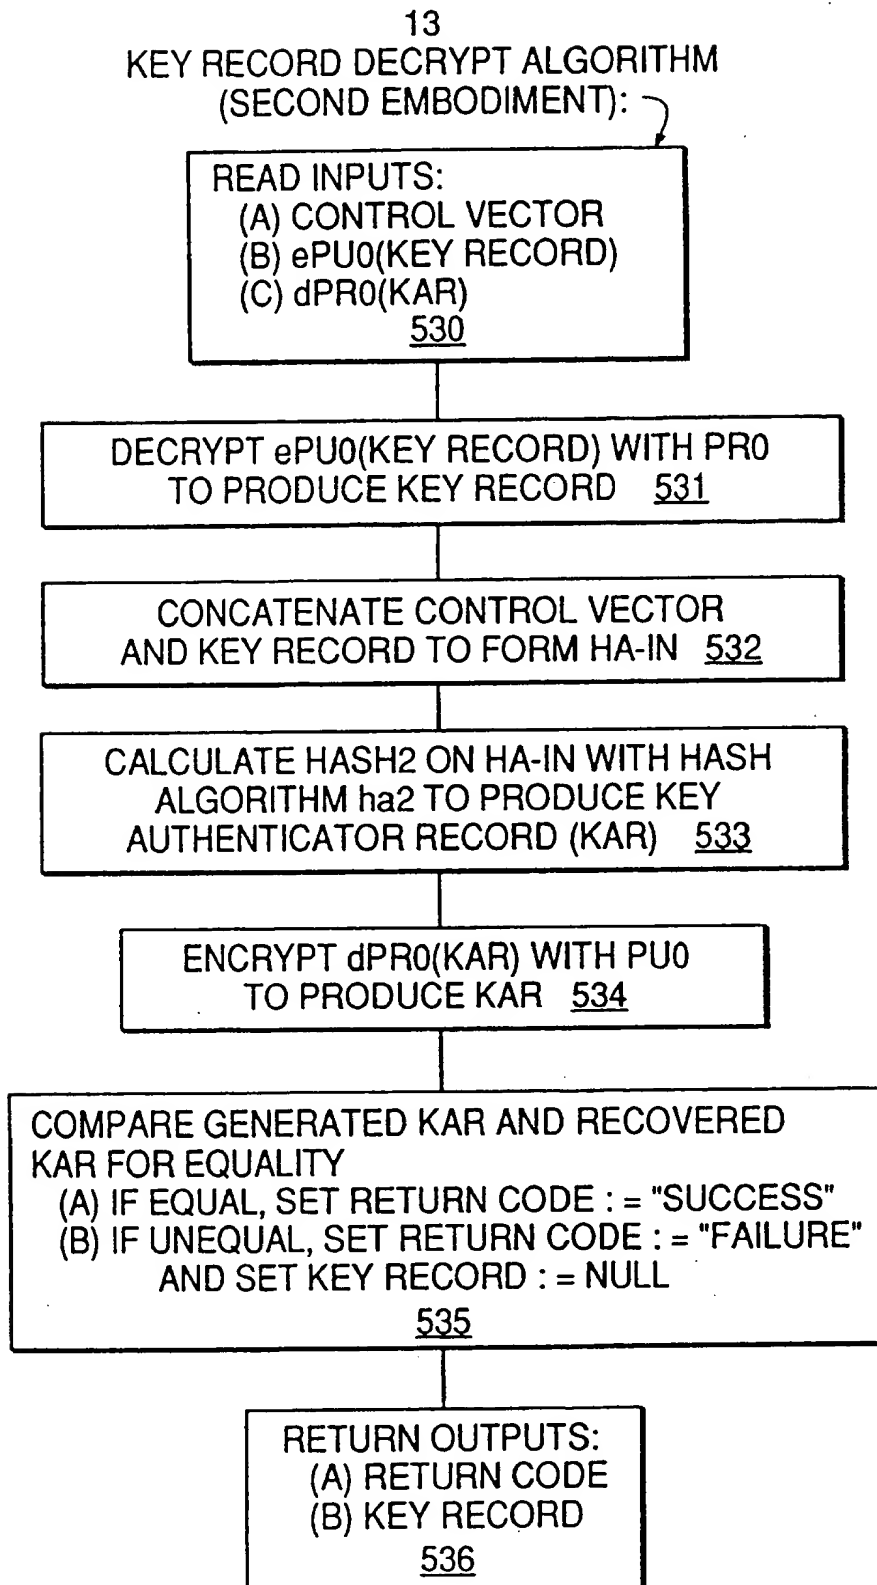 13
KEY RECORD DECRYPT ALGORITHM
(SECOND EMBODIMENT):
READ INPUTS:
(A) CONTROL VECTOR
(B) ePU0(KEY RECORD)
(C) dPR0(KAR)
530
DECRYPT ePU0(KEY RECORD) WITH PR0
TO PRODUCE KEY RECORD 531
CONCATENATE CONTROL VECTOR
AND KEY RECORD TO FORM HA-IN 532
CALCULATE HASH2 ON HA-IN WITH HASH
ALGORITHM ha2 TO PRODUCE KEY
AUTHENTICATOR RECORD (KAR) 533
ENCRYPT dPR0(KAR) WITH PU0
TO PRODUCE KAR 534
COMPARE GENERATED KAR AND RECOVERED
KAR FOR EQUALITY
(A) IF EQUAL, SET RETURN CODE : = "SUCCESS"
(B) IF UNEQUAL, SET RETURN CODE : = "FAILURE"
AND SET KEY RECORD : = NULL
535
RETURN OUTPUTS:
(A) RETURN CODE
(B) KEY RECORD
536